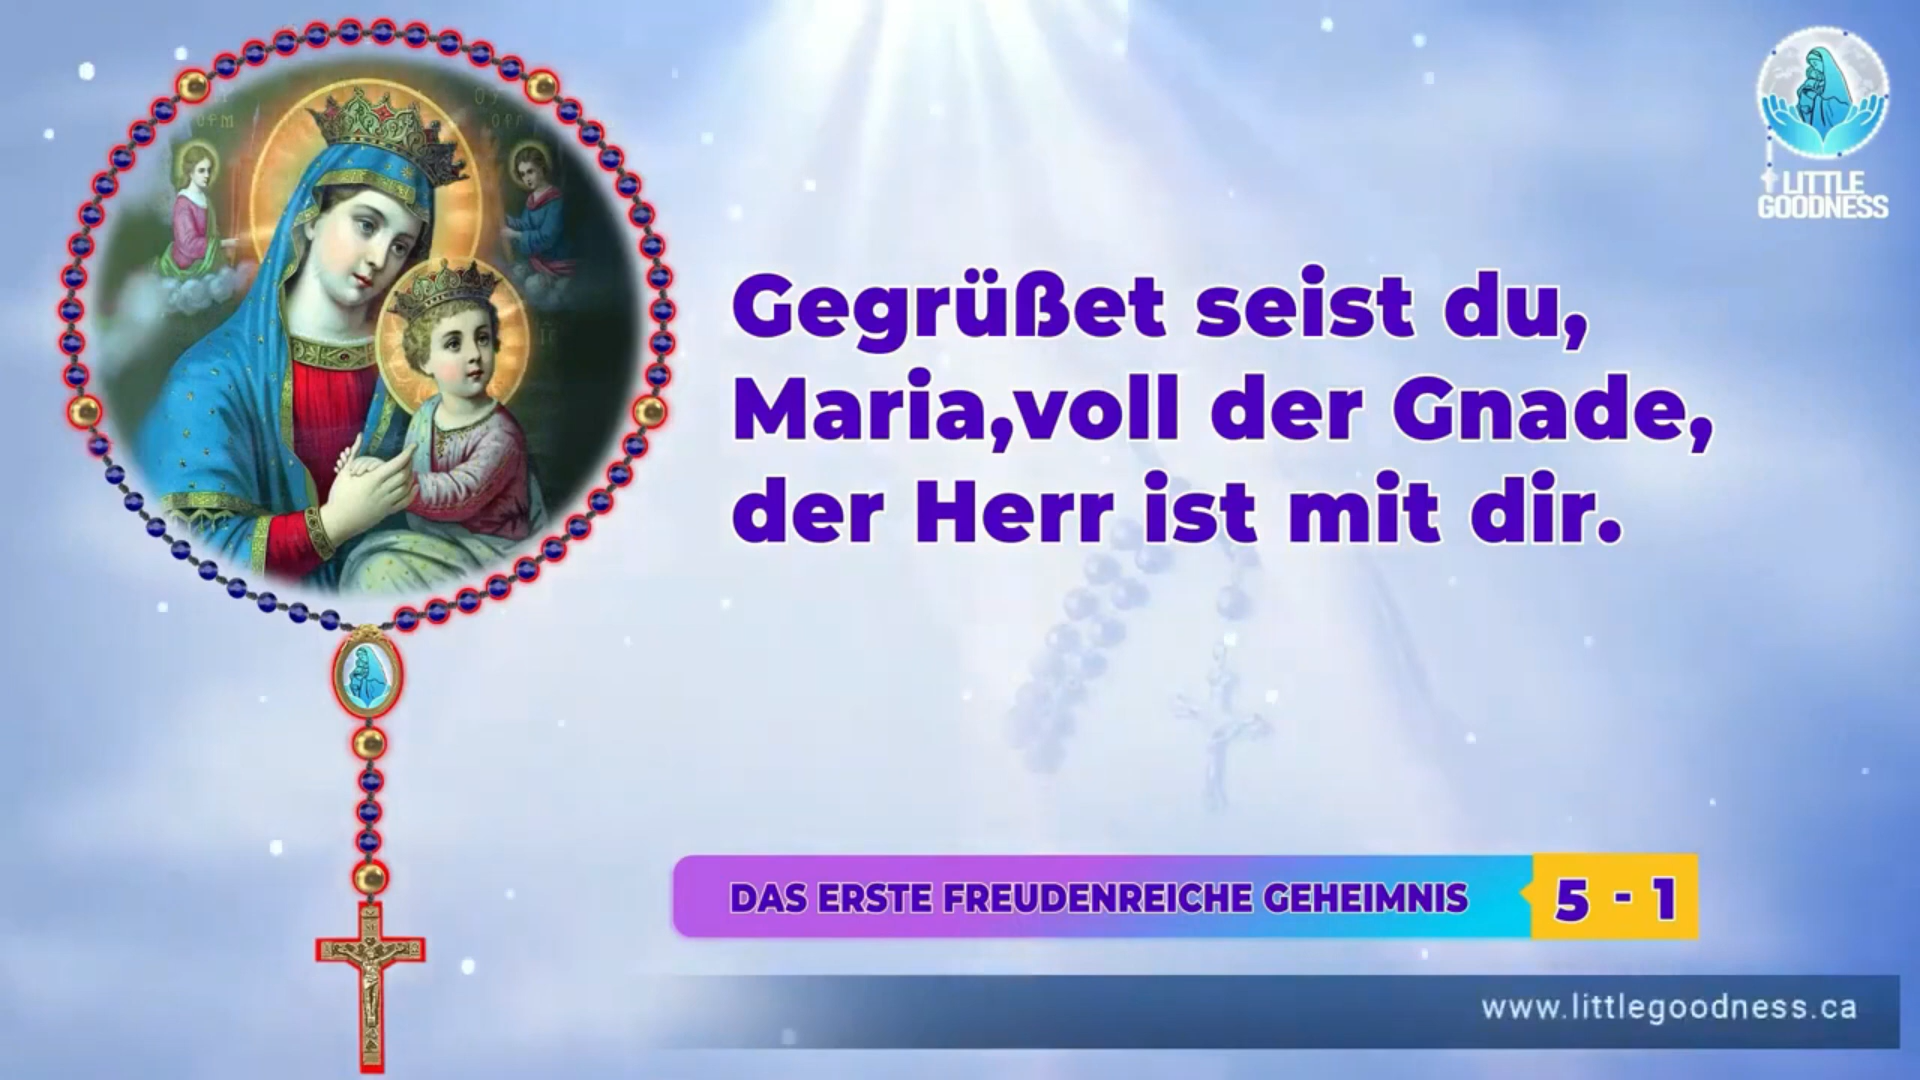 LITTLE
GOODNESS
Gegrüßet seist du,
Maria,voll der Gnade,
der Herr ist mit dir.
DAS ERSTE FREUDENREICHE GEHEIMNIS
5 - 1
www.littlegoodness.ca